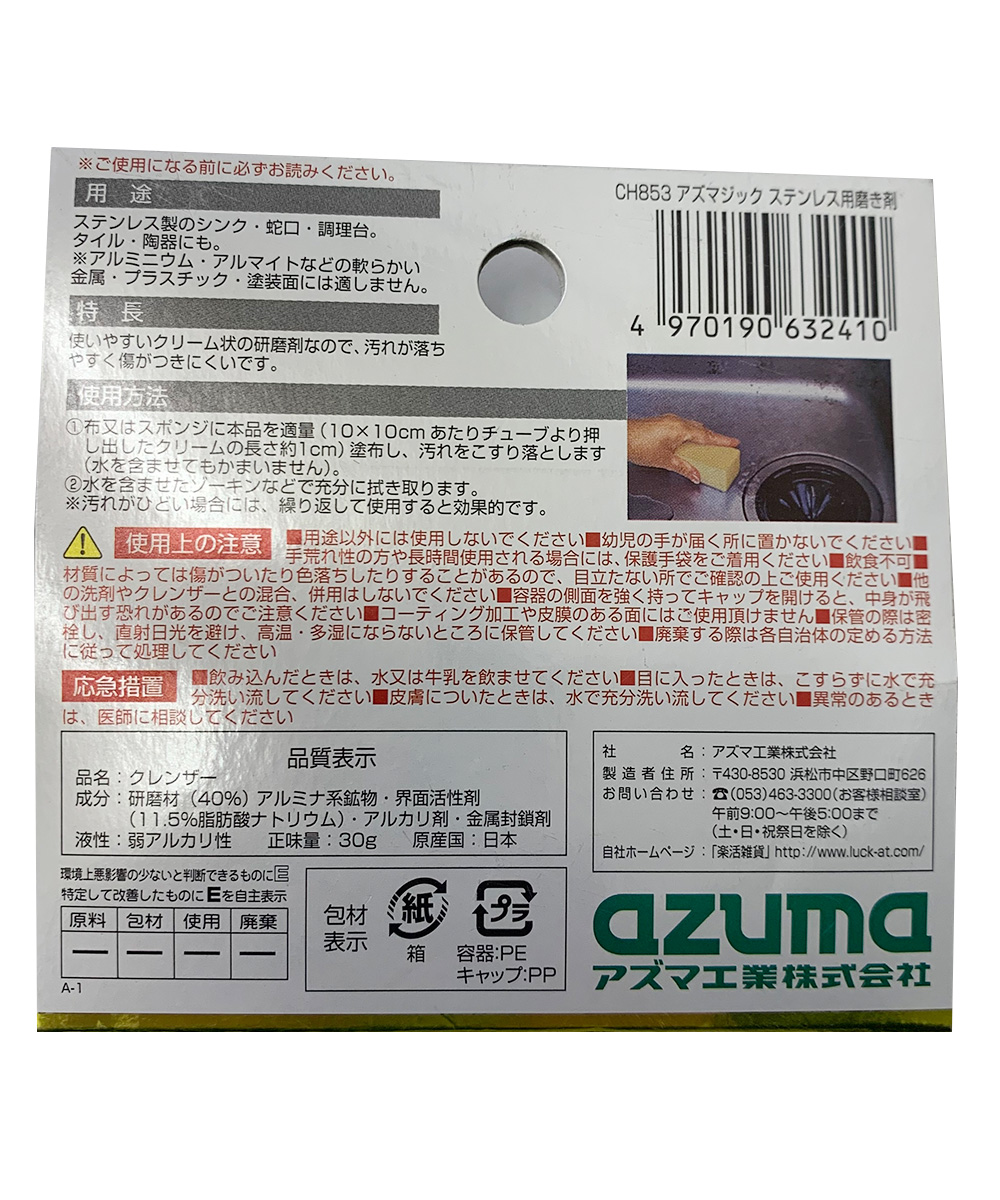 ※ご使用になる前に必ずお読みください。
用 途
ステンレス製のシンク・蛇口・調理台。
タイル・陶器にも。
※アルミニウム・アルマイトなどの軟らかい
金属・プラスチック・塗装面には適しません。
特 長
使いやすいクリーム状の研磨剤なので、汚れが落ち
やすく傷がつきにくいです。
CH853 アズマジック ステンレス用磨き剤
4 970190 632410
使用方法
①布又はスポンジに本品を適量(10×10cmあたりチューブより押
し出したクリームの長さ約1cm)塗布し、汚れをこすり落とします
(水を含ませてもかまいません)。
②水を含ませたゾーキンなどで充分に拭き取ります。
※汚れがひどい場合には、繰り返して使用すると効果的です。
使用上の注意 ■用途以外には使用しないでください■幼児の手が届く所に置かないでください■
手荒れ性の方や長時間使用される場合には、保護手袋をご着用ください■飲食不可■
材質によっては傷がついたり色落ちしたりすることがあるので、目立たない所でご確認の上ご使用ください■他
の洗剤やクレンザーとの混合、併用はしないでください■容器の側面を強く持ってキャップを開けると、中身が飛
び出す恐れがあるのでご注意ください■コーティング加工や皮膜のある面にはご使用頂けません■保管の際は密
栓し、直射日光を避け、高温・多湿にならないところに保管してください■廃棄する際は各自治体の定める方法
に従って処理してください
応急措置 ■飲み込んだときは、水又は牛乳を飲ませてください■目に入ったときは、こすらずに水で充
分洗い流してください■皮膚についたときは、水で充分洗い流してください■異常のあるとき
は、医師に相談してください
品質表示
品名：クレンザー
成分：研磨材(40%)アルミナ系鉱物・界面活性剤
(11.5%脂肪酸ナトリウム)・アルカリ剤・金属封鎖剤
液性：弱アルカリ性 正味量：30g 原産国：日本
社 名：アズマ工業株式会社
製造者住所：〒430-8530 浜松市中区野口町626
お問い合わせ：☎(053)463-3300(お客様相談室)
午前9:00～午後5:00まで
(土・日・祝祭日を除く)
自社ホームページ：「楽活雑貨」http://www.luck-at.com/
環境上悪影響の少ないと判断できるものにE
特定して改善したものにEを自主表示
原料 包材 使用 廃棄
ー ー ー ー
A-1
包材
表示
紙
箱
プラ
容器:PE
キャップ:PP
azuma
アズマ工業株式会社